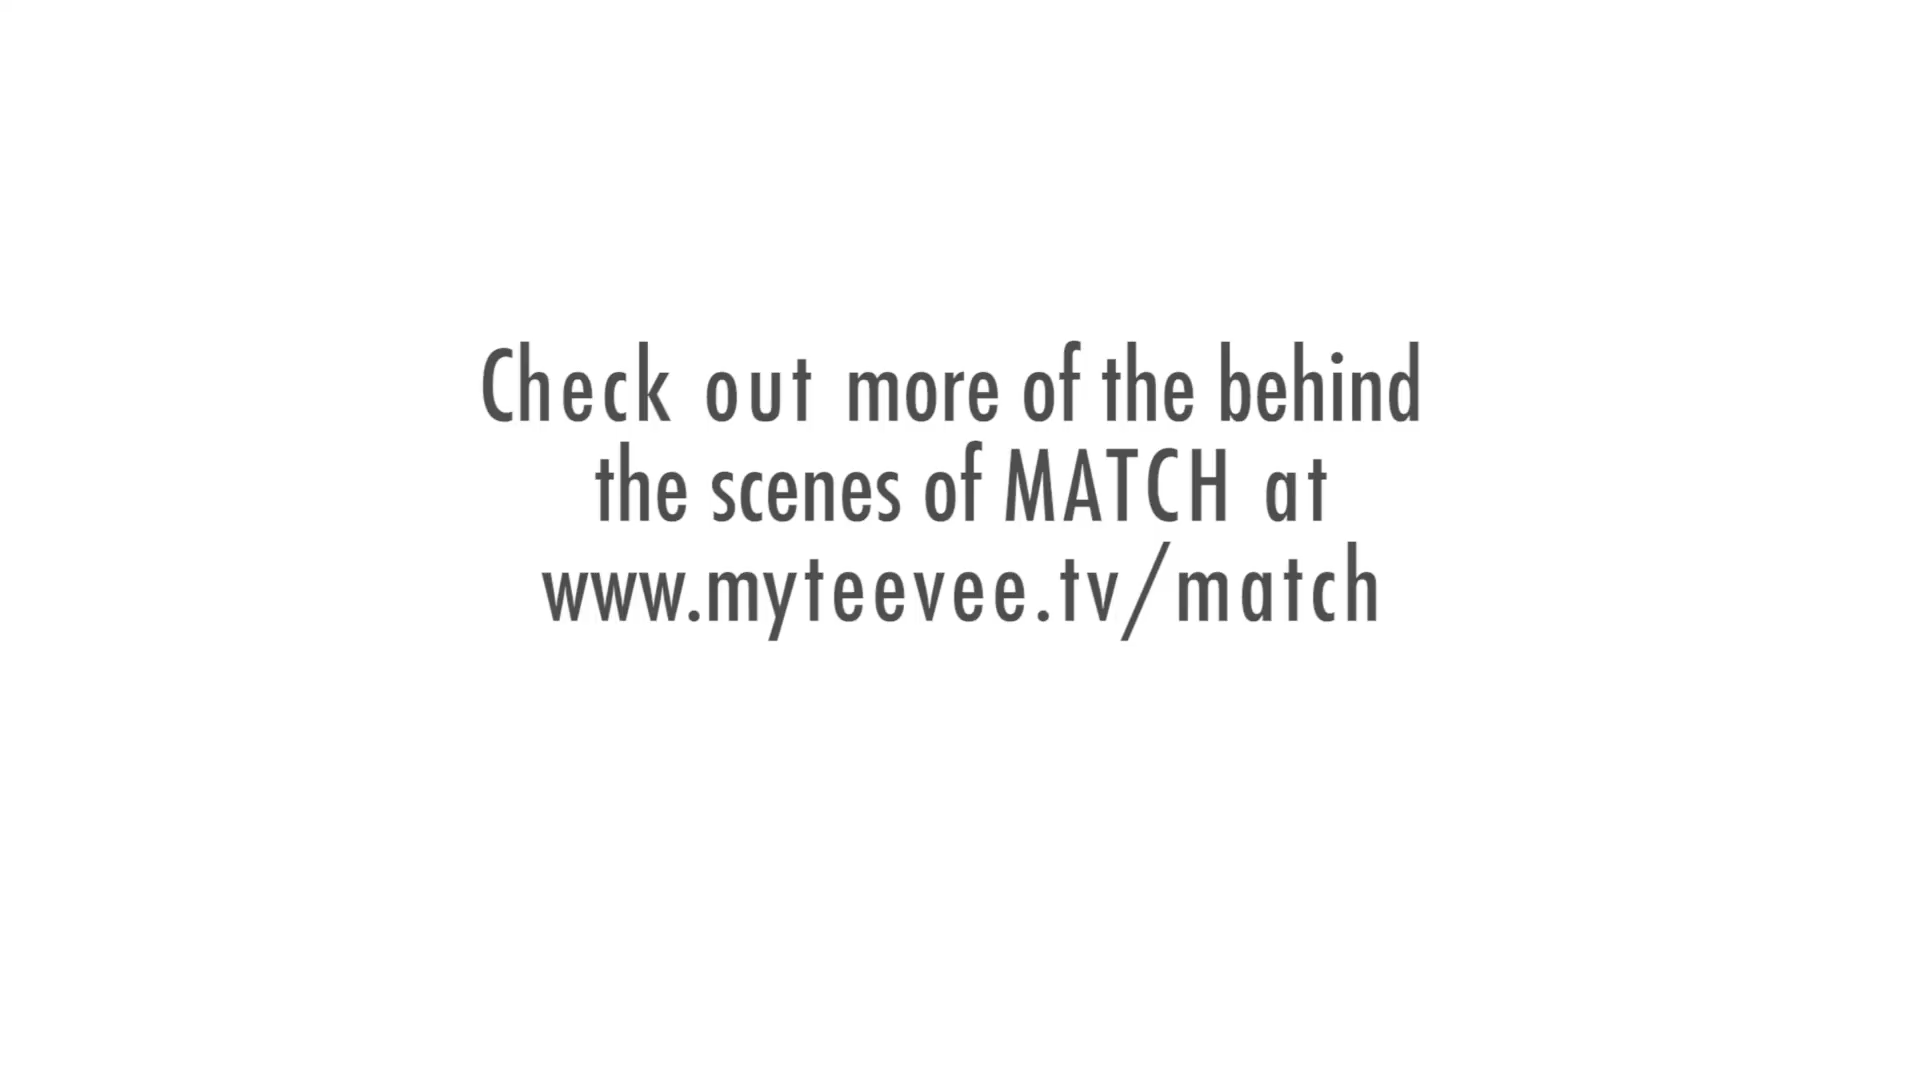 Check out more of the behind
the scenes of MATCH at
www.myteevee.tv/match